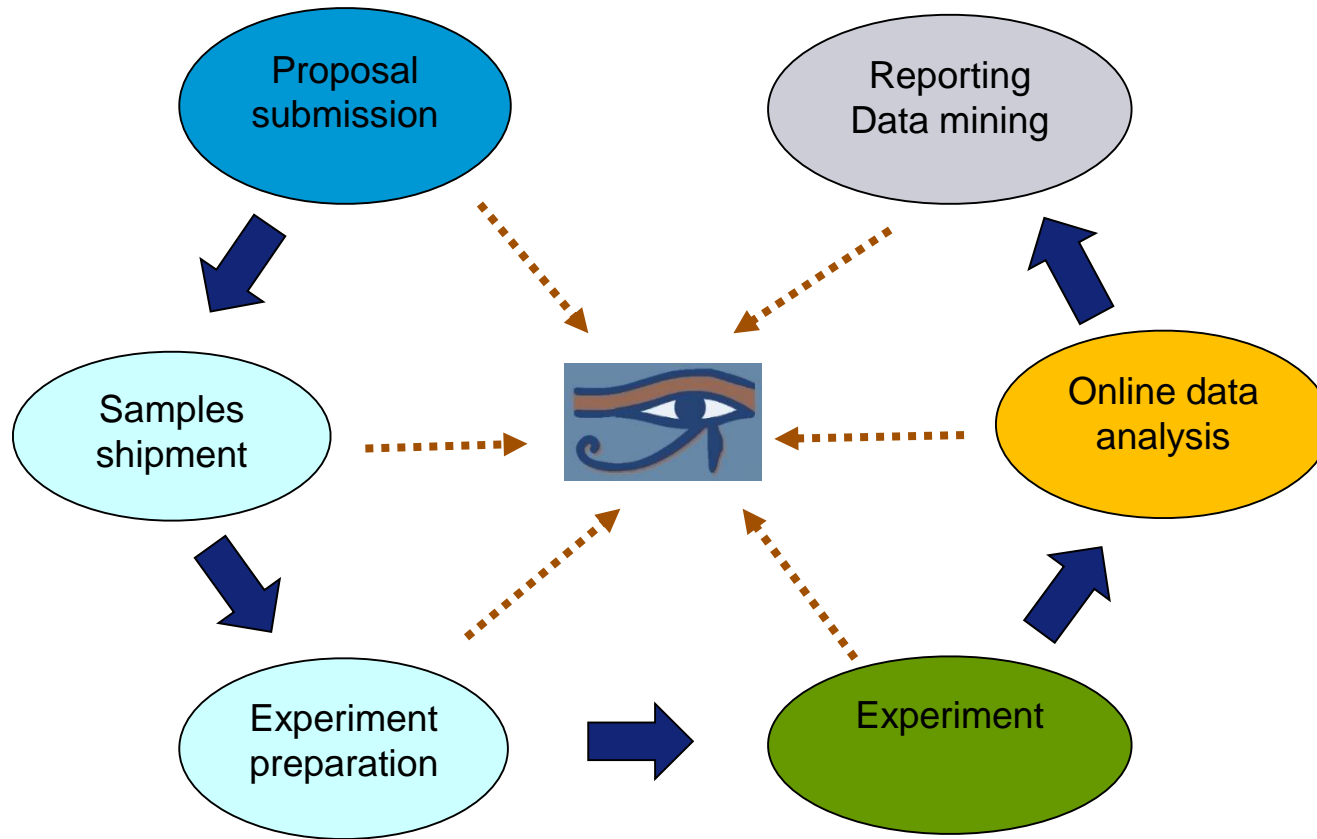 Proposal
submission
Reporting
Data mining
Samples
shipment
Online data
analysis
Experiment
preparation
Experiment